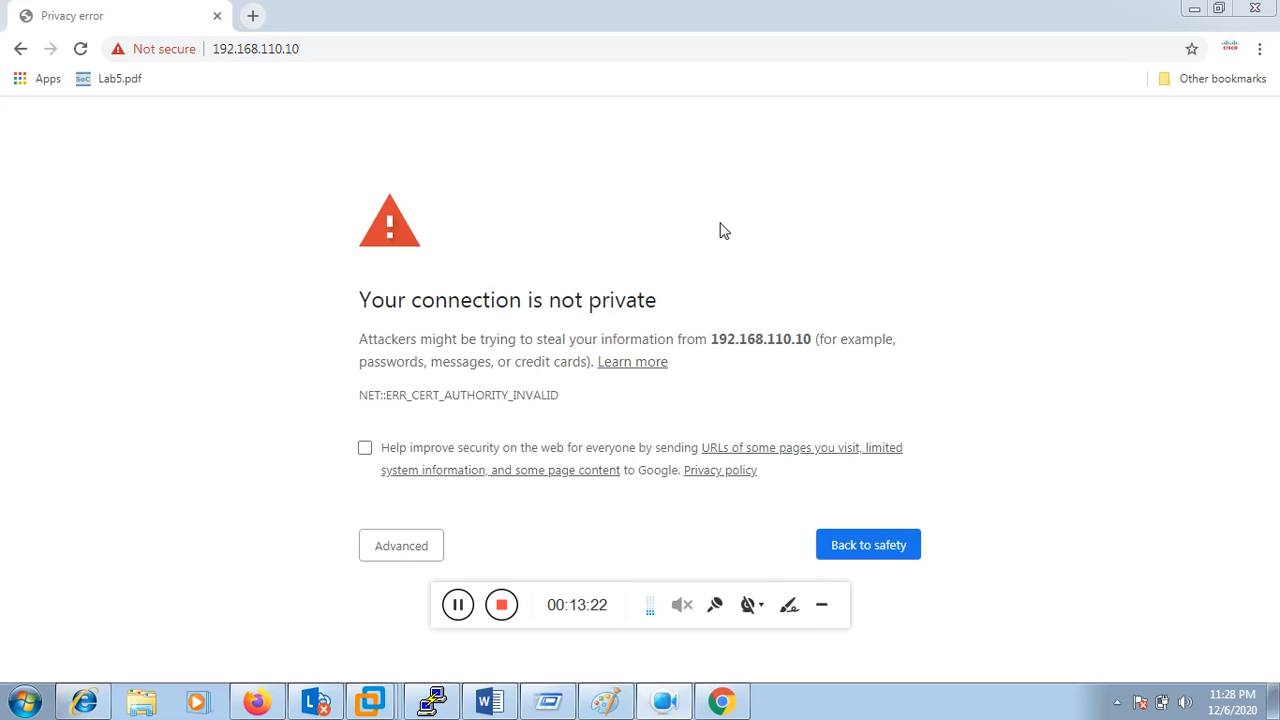 Privacy error
Not secure 192.168.110.10
cisco
Apps SOC Lab5.pdf Other bookmarks
Your connection is not private
Attackers might be trying to steal your information from 192.168.110.10 (for example,
passwords, messages, or credit cards). Learn more
NET::ERR_CERT_AUTHORITY_INVALID
Help improve security on the web for everyone by sending URLs of some pages you visit, limited
system information, and some page content to Google. Privacy policy
Advanced Back to safety
00:13:22
11:28 PM
12/6/2020